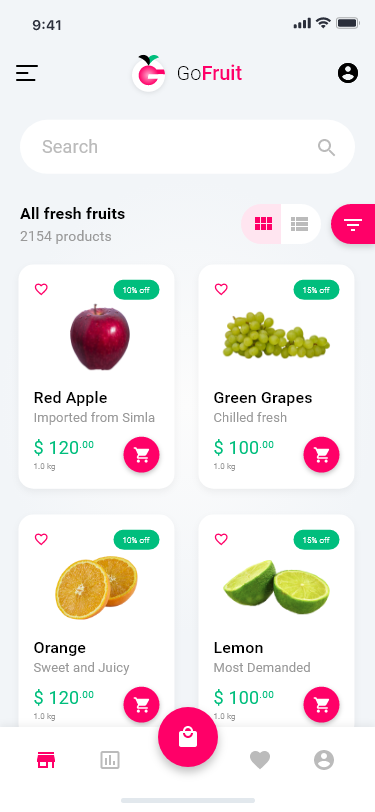 9:41
GoFruit
Search
All fresh fruits
2154 products
10% off
Red Apple
Imported from Simla
$ 120.00
1.0 kg
15% off
Green Grapes
Chilled fresh
$ 100.00
1.0 kg
10% off
Orange
Sweet and Juicy
$ 120.00
1.0 kg
15% off
Lemon
Most Demanded
$ 100.00
1.0 kg